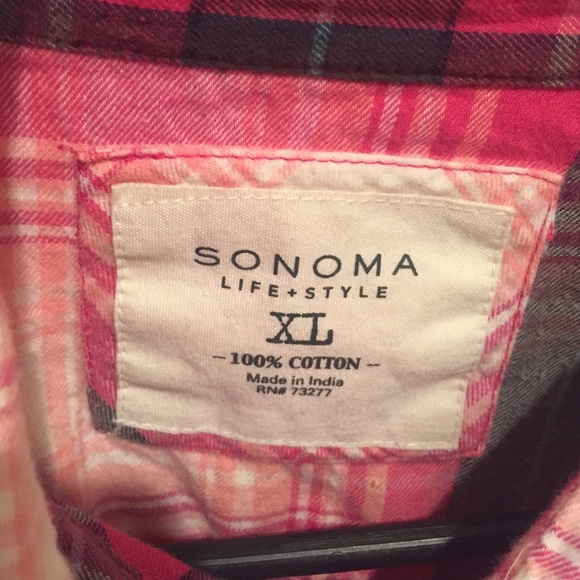 SONOMA
LIFE + STYLE
XL
- 100% COTTON -
Made in India
RN# 73277